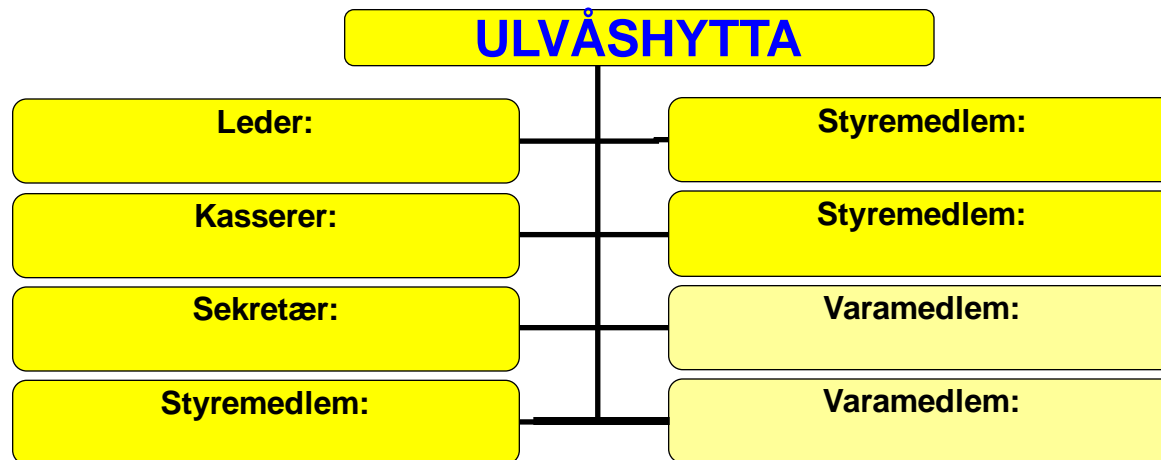 ULVÅSHYTTA
Leder:
Styremedlem:
Kasserer:
Styremedlem:
Sekretær:
Varamedlem:
Styremedlem:
Varamedlem: